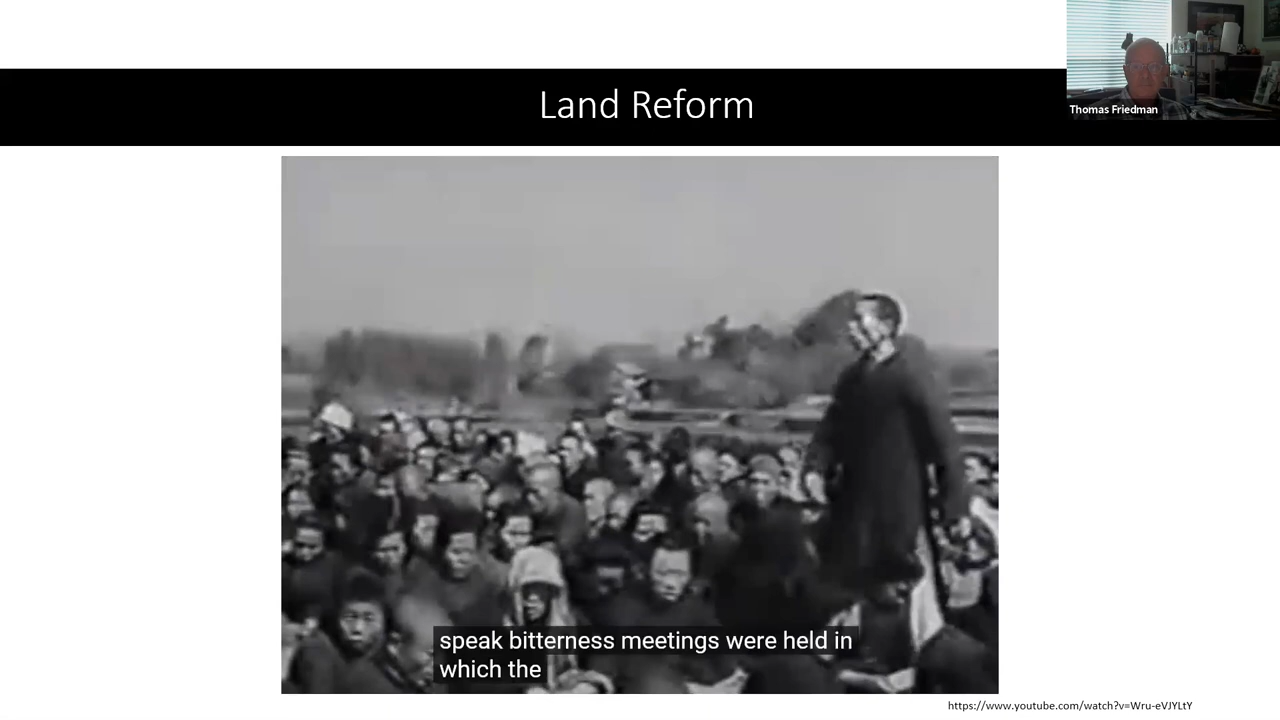 Land Reform
Thomas Friedman
speak bitterness meetings were held in
which the
https://www.youtube.com/watch?v=Wru-eVJYLtY